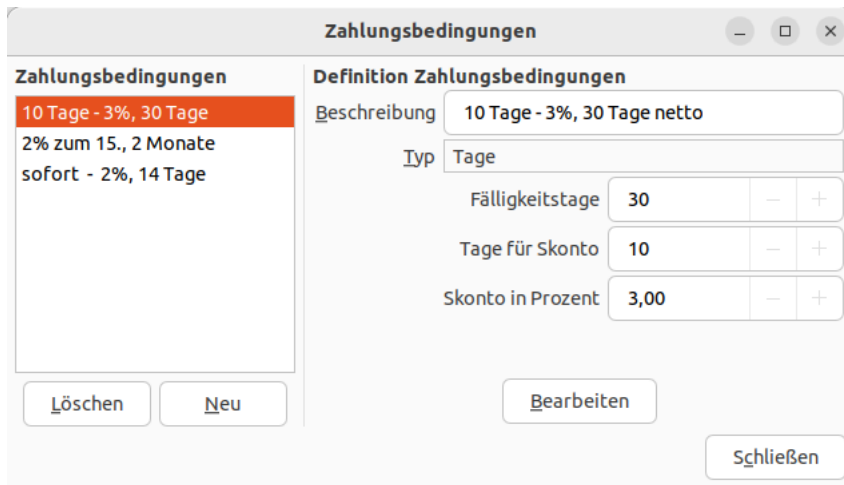 Zahlungsbedingungen
Zahlungsbedingungen
10 Tage - 3%, 30 Tage
2% zum 15., 2 Monate
sofort - 2%, 14 Tage
Löschen
Neu
Definition Zahlungsbedingungen
Beschreibung 10 Tage - 3%, 30 Tage netto
Typ Tage
Fälligkeitstage 30
Tage für Skonto 10
Skonto in Prozent 3,00
Bearbeiten
Schließen